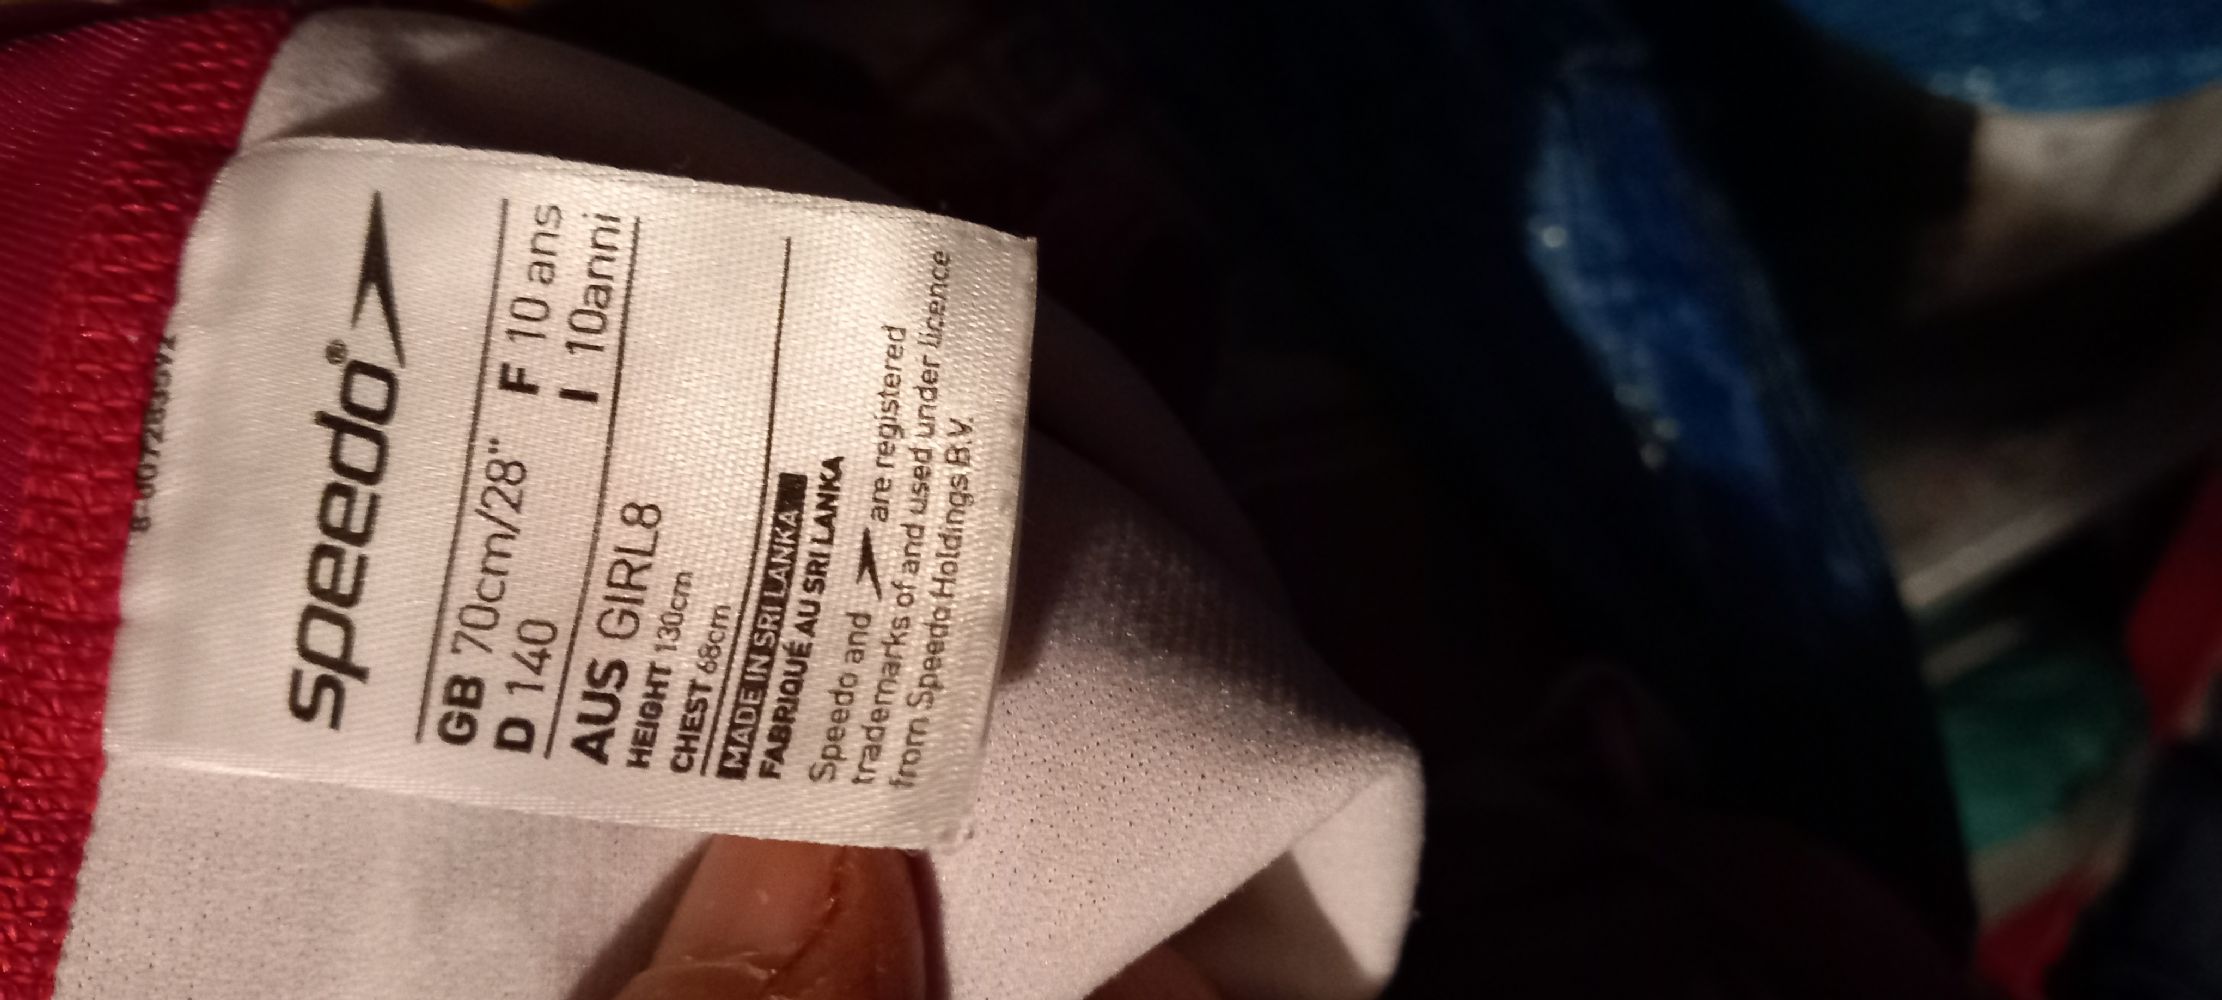 speedo®
GB 70cm/28" F 10 ans
D 140 I 10anni
AUS GIRL8
HEIGHT 130cm
CHEST 68cm
MADE IN SRI LANKA
FABRIQUÉ AU SRI LANKA
Speedo and are registered
trademarks of and used under licence
from Speedo Holdings B.V.